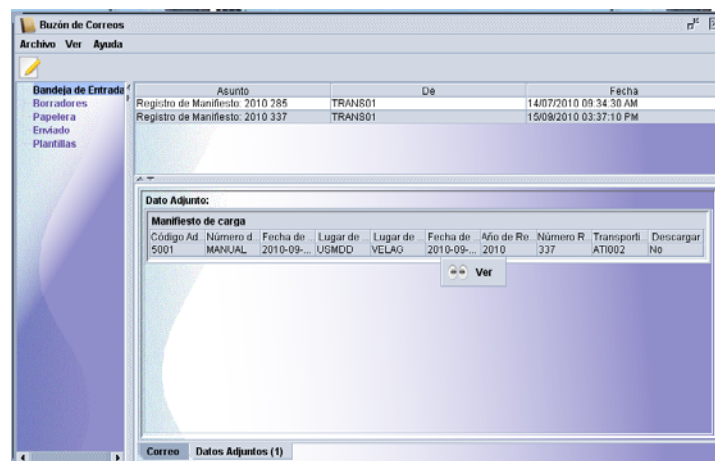 Buzón de Correos
Archivo Ver Ayuda
Bandeja de Entrada
Borradores
Papelera
Enviado
Plantillas
Asunto De Fecha
Registro de Manifiesto: 2010 285 TRANS01 14/07/2010 09:34:30 AM
Registro de Manifiesto: 2010 337 TRANS01 15/09/2010 03:37:10 PM
Dato Adjunto:
Manifiesto de carga
Código Ad Número d... Fecha de ... Lugar de ... Lugar de ... Fecha de ... Año de Re... Número R... Transporti... Descargar
5001 MANUAL 2010-09-... USMDD VELAG 2010-09-... 2010 337 ATI002 No
Ver
Correo Datos Adjuntos (1)